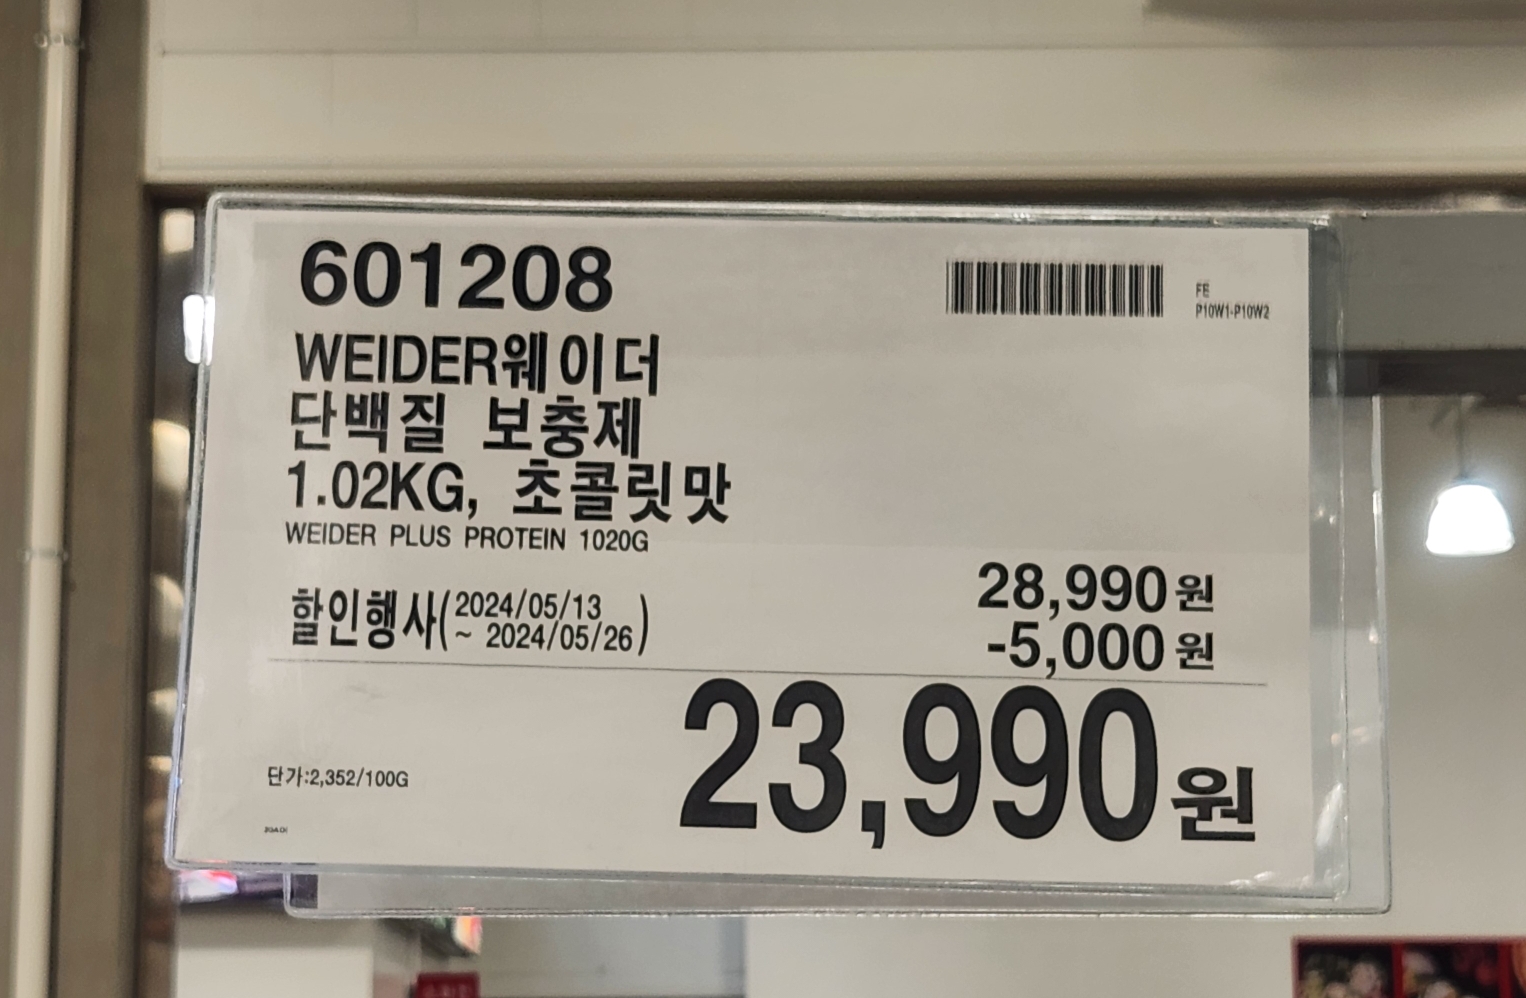 601208
FE
P10W1-P10W2
WEIDER웨이더
단백질 보충제
1.02KG, 초콜릿맛
WEIDER PLUS PROTEIN 1020G
28,990원
할인행사(2024/05/13
~ 2024/05/26)
-5,000원
23,990원
단가:2,352/100G